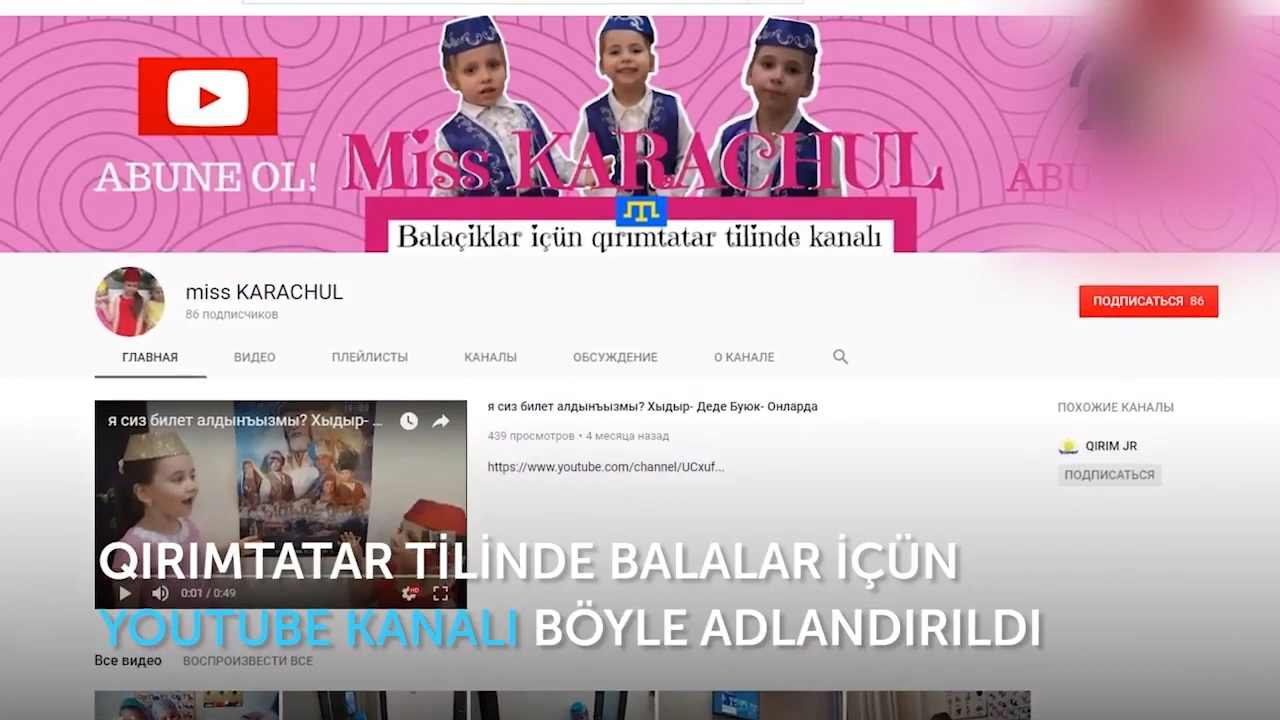 ABUNE OL!
Miss KARACHUL
Balaçiklar içün qırımtatar tilinde kanalı
miss KARACHUL
86 подписчиков
ПОДПИСАТЬСЯ 86
ГЛАВНАЯ ВИДЕО ПЛЕЙЛИСТЫ КАНАЛЫ ОБСУЖДЕНИЕ О КАНАЛЕ
я сиз билет алдынъызмы? Хыдыр- ...
я сиз билет алдынъызмы? Хыдыр- Деде Буюк- Онларда
439 просмотров • 4 месяца назад
https://www.youtube.com/channel/UCxuf...
ПОХОЖИЕ КАНАЛЫ
QIRIM JR
ПОДПИСАТЬСЯ
0:01 / 0:49
HD
QIRIMTATAR TİLİNDE BALALAR İÇÜN
YOUTUBE KANALI BÖYLE ADLANDIRILDI
Все видео ВОСПРОИЗВЕСТИ ВСЕ